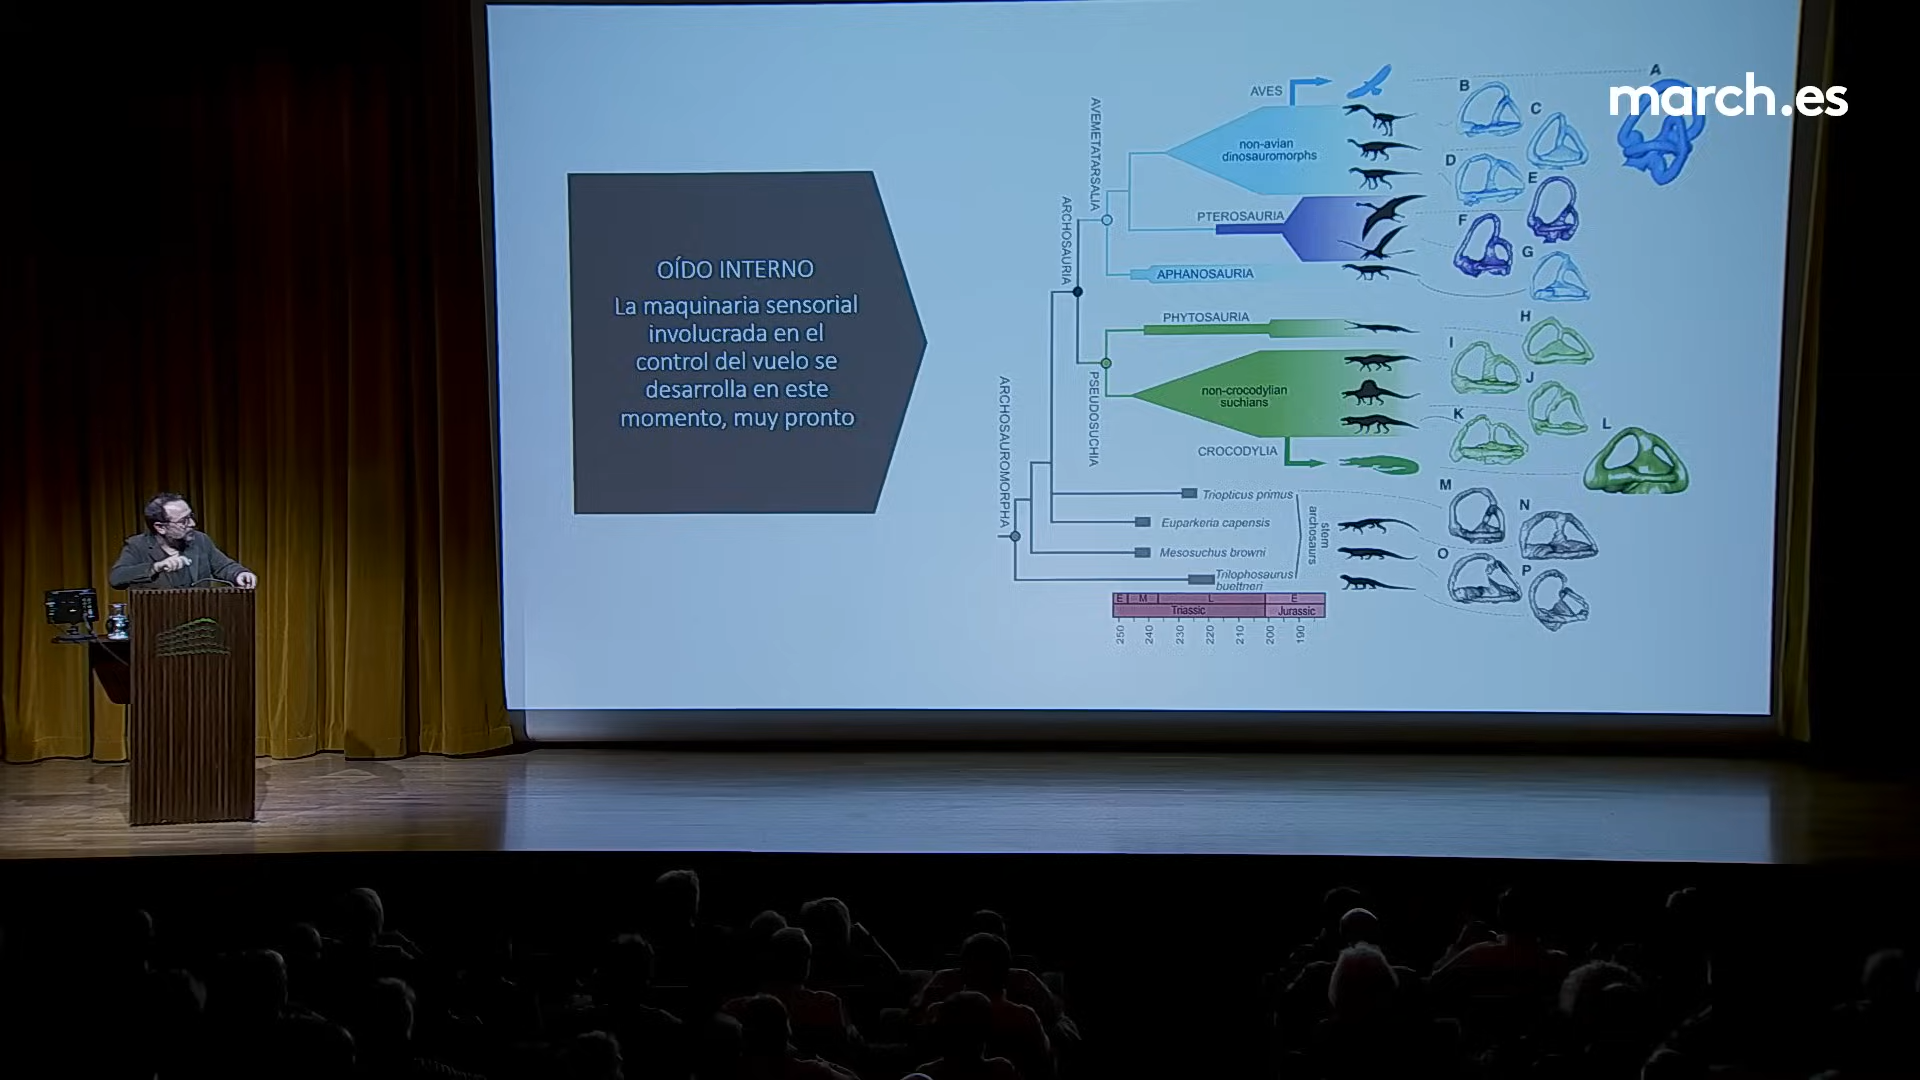 march.es
OÍDO INTERNO
La maquinaria sensorial
involucrada en el
control del vuelo se
desarrolla en este
momento, muy pronto
AVES
non-avian
dinosauromorphs
AVEMETATARSALIA
PTEROSAURIA
ARCHOSAURIA
APHANOSAURIA
PHYTOSAURIA
PSEUDOSUCHIA
non-crocodylian
suchians
CROCODYLIA
ARCHOSAUROMORPHA
Triopticus primus
Euparkeria capensis
Mesosuchus browni
Trilophosaurus
buettneri
stem
archosaurs
E M L E
Triassic Jurassic
250 240 230 220 210 200 190
A
B
C
D
E
F
G
H
I
J
K
L
M
N
O
P